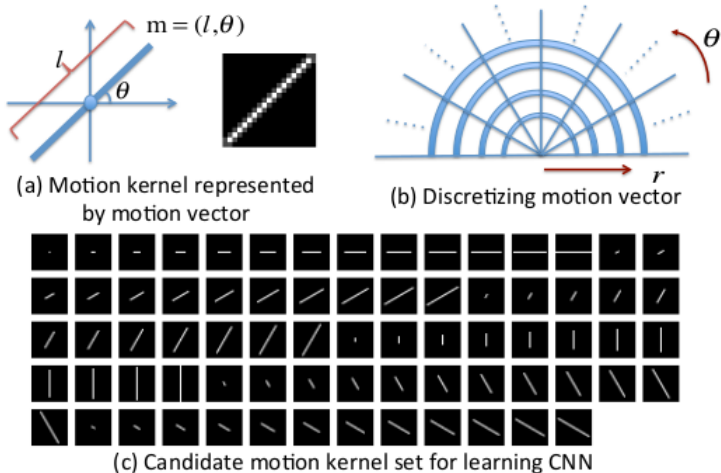 m = (l,θ)
l
θ
(a) Motion kernel represented
by motion vector
θ
r
(b) Discretizing motion vector
(c) Candidate motion kernel set for learning CNN